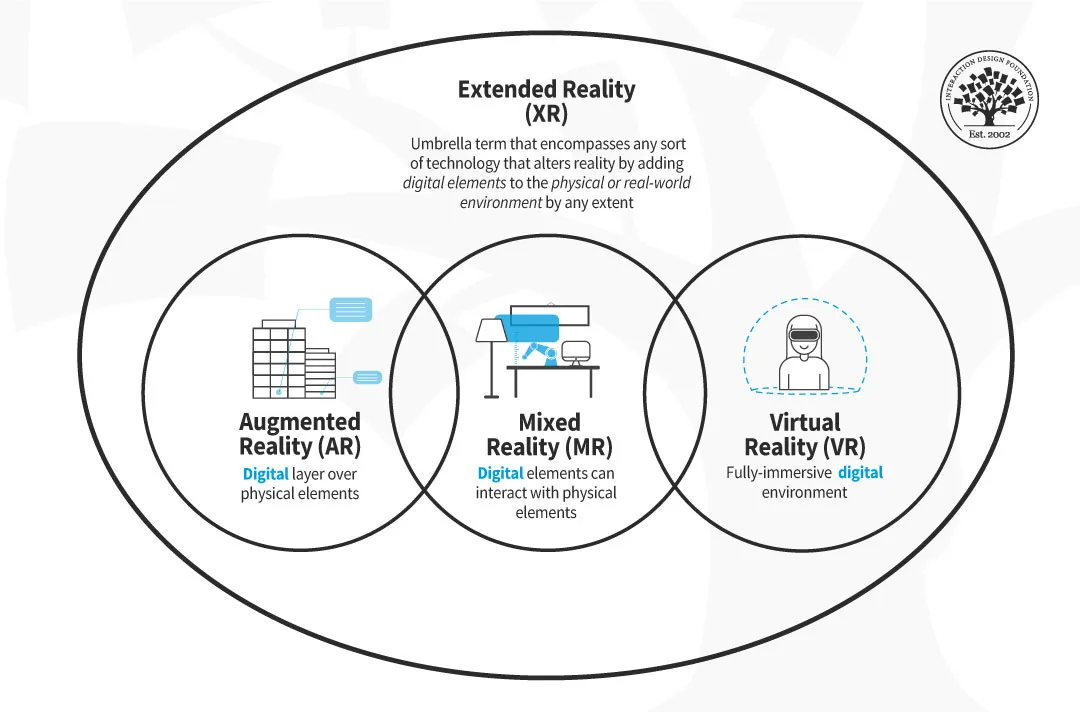 Extended Reality
(XR)
Umbrella term that encompasses any sort
of technology that alters reality by adding
digital elements to the physical or real-world
environment by any extent
INTERACTION DESIGN FOUNDATION
Est. 2002
Augmented
Reality (AR)
Digital layer over
physical elements
Mixed
Reality (MR)
Digital elements can
interact with physical
elements
Virtual
Reality (VR)
Fully-immersive digital
environment